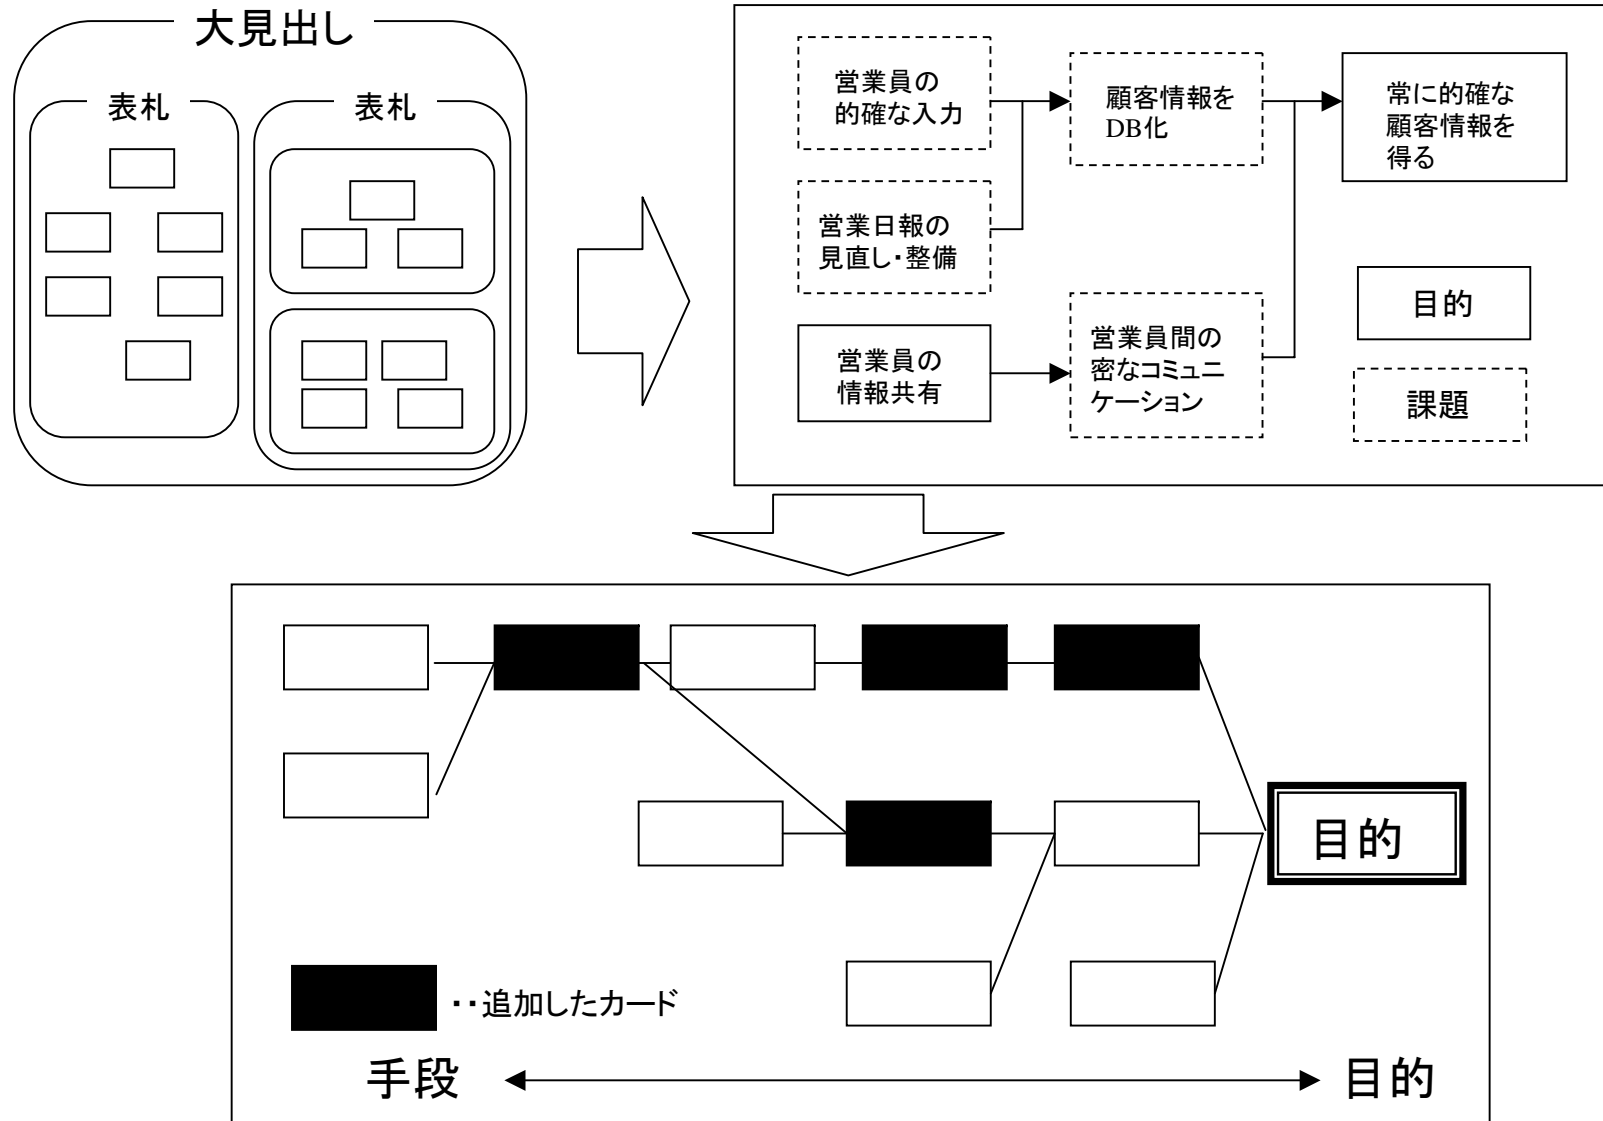 大見出し
表札
表札
営業員の
的確な入力
顧客情報を
DB化
常に的確な
顧客情報を
得る
営業日報の
見直し・整備
営業員の
情報共有
営業員間の
密なコミュニ
ケーション
目的
課題
目的
・・追加したカード
手段
目的